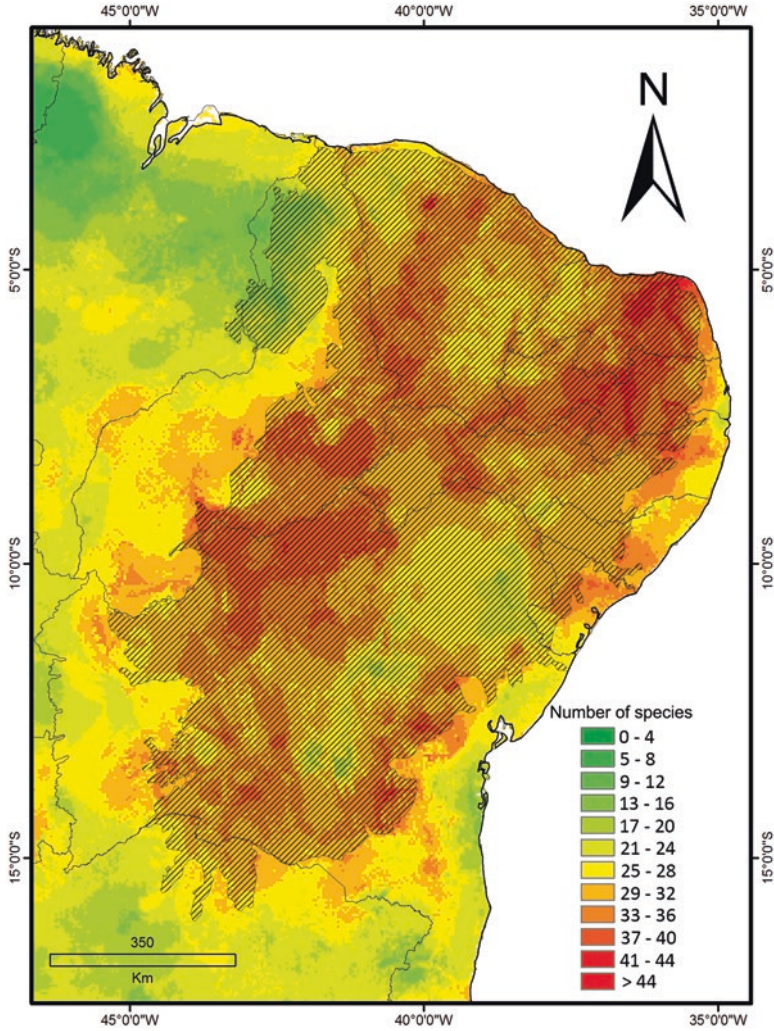 45°0'0"W 40°0'0"W 35°0'0"W
N
5°0'0"S 5°0'0"S
10°0'0"S 10°0'0"S
Number of species
0 - 4
5 - 8
9 - 12
13 - 16
17 - 20
21 - 24
25 - 28
29 - 32
33 - 36
37 - 40
41 - 44
> 44
15°0'0"S 15°0'0"S
350
Km
45°0'0"W 40°0'0"W 35°0'0"W